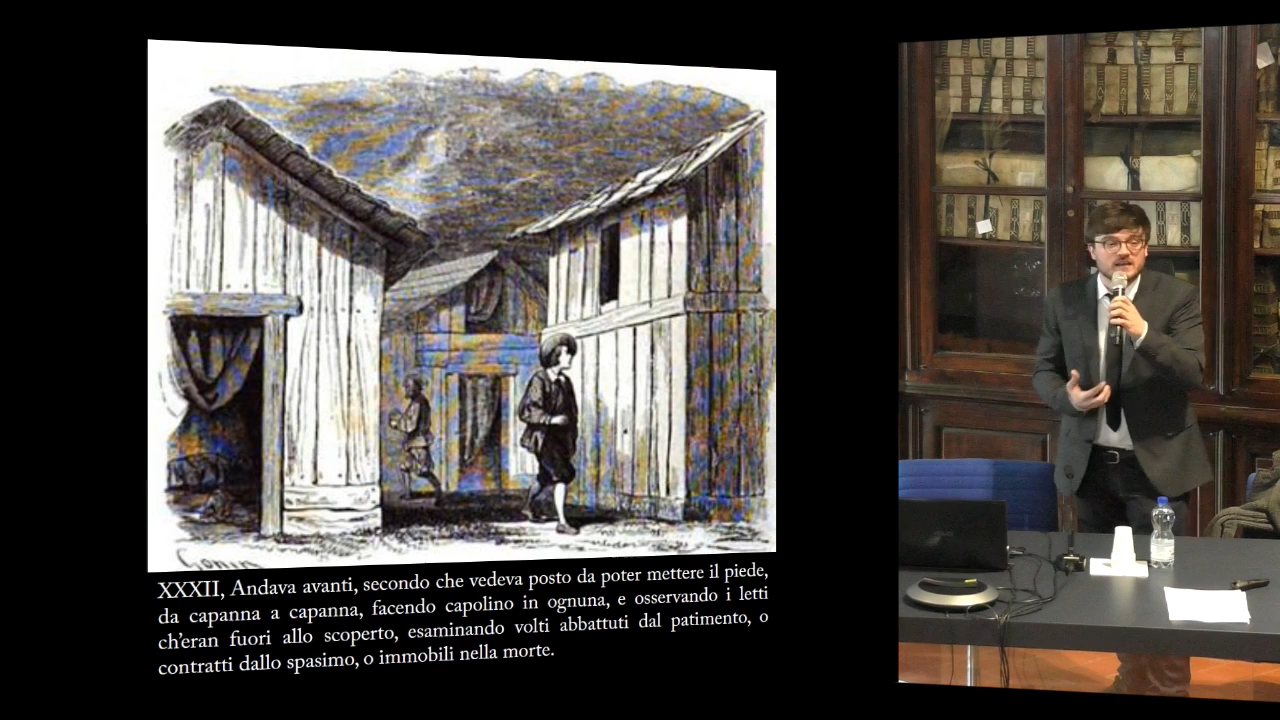 Gonin
XXXII, Andava avanti, secondo che vedeva posto da poter mettere il piede,
da capanna a capanna, facendo capolino in ognuna, e osservando i letti
ch'eran fuori allo scoperto, esaminando volti abbattuti dal patimento, o
contratti dallo spasimo, o immobili nella morte.